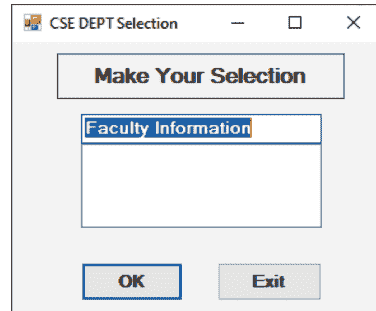 CSE DEPT Selection
Make Your Selection
Faculty Information
OK Exit